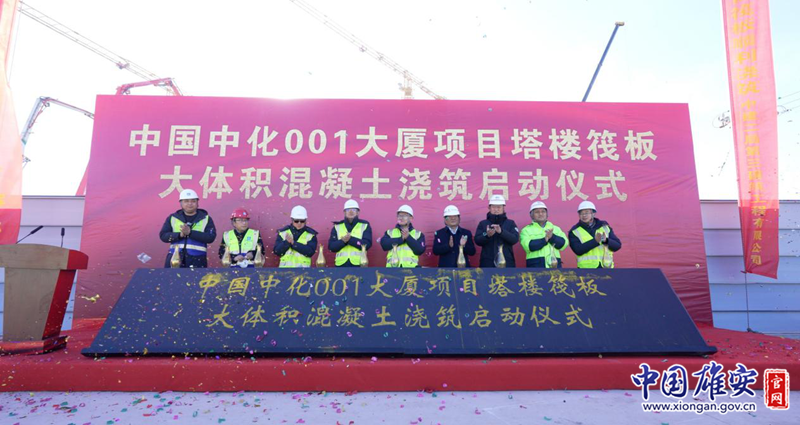 中国中化001大厦项目塔楼筏板
大体积混凝土浇筑启动仪式
中国中化001大厦项目塔楼筏板
大体积混凝土浇筑启动仪式
中国雄安 官网
www.xiongan.gov.cn